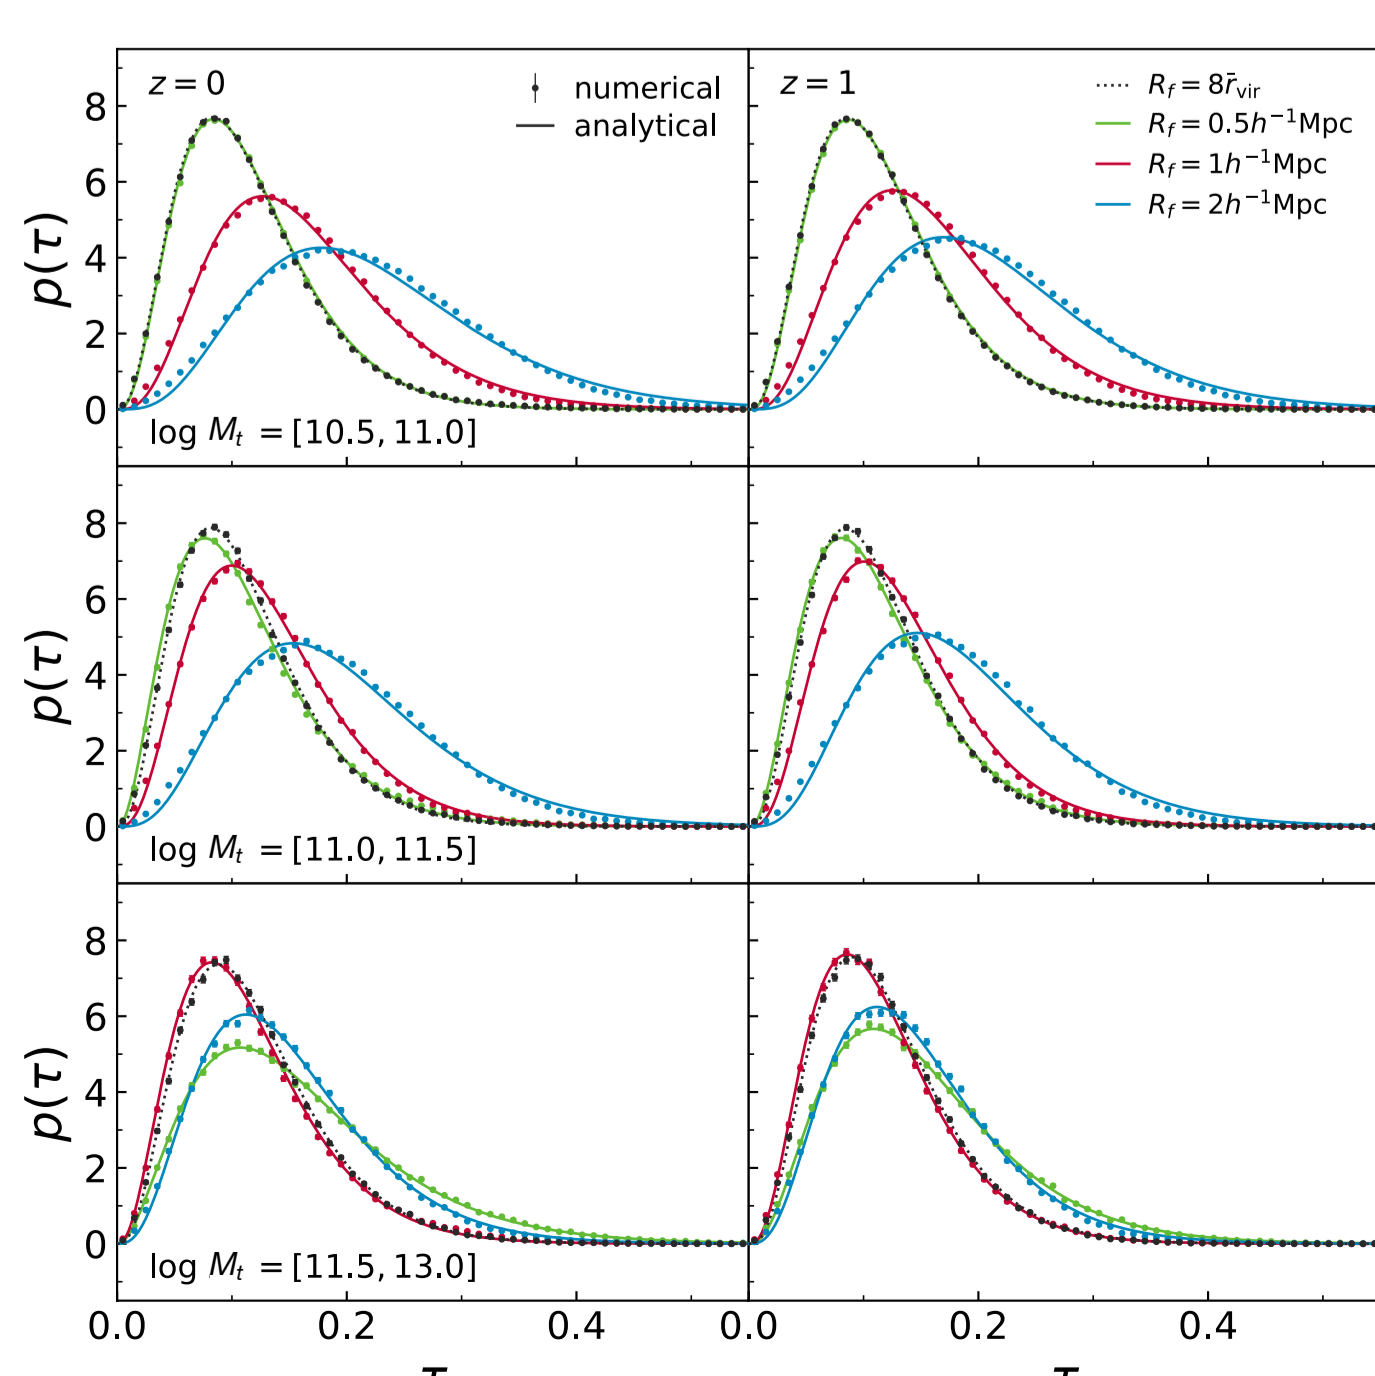 z = 0
numerical
analytical
z = 1
R_f = 8r̄_vir
R_f = 0.5h⁻¹Mpc
R_f = 1h⁻¹Mpc
R_f = 2h⁻¹Mpc
8
6
4
2
0
p(τ)
log M_t = [10.5, 11.0]
8
6
4
2
0
p(τ)
log M_t = [11.0, 11.5]
8
6
4
2
0
p(τ)
log M_t = [11.5, 13.0]
0.0 0.2 0.4 0.0 0.2 0.4